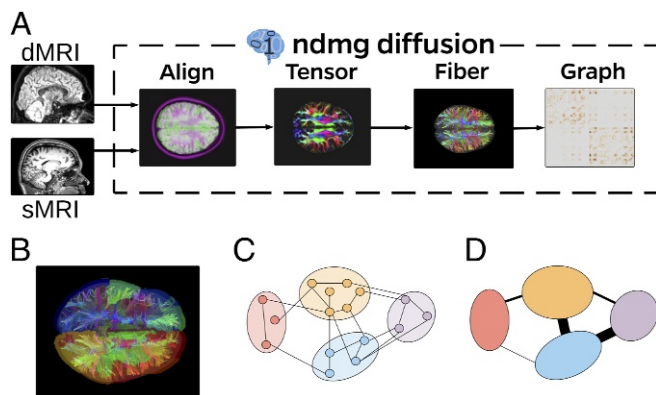 A
dMRI
sMRI
ndmg diffusion
Align
Tensor
Fiber
Graph
B
C
D